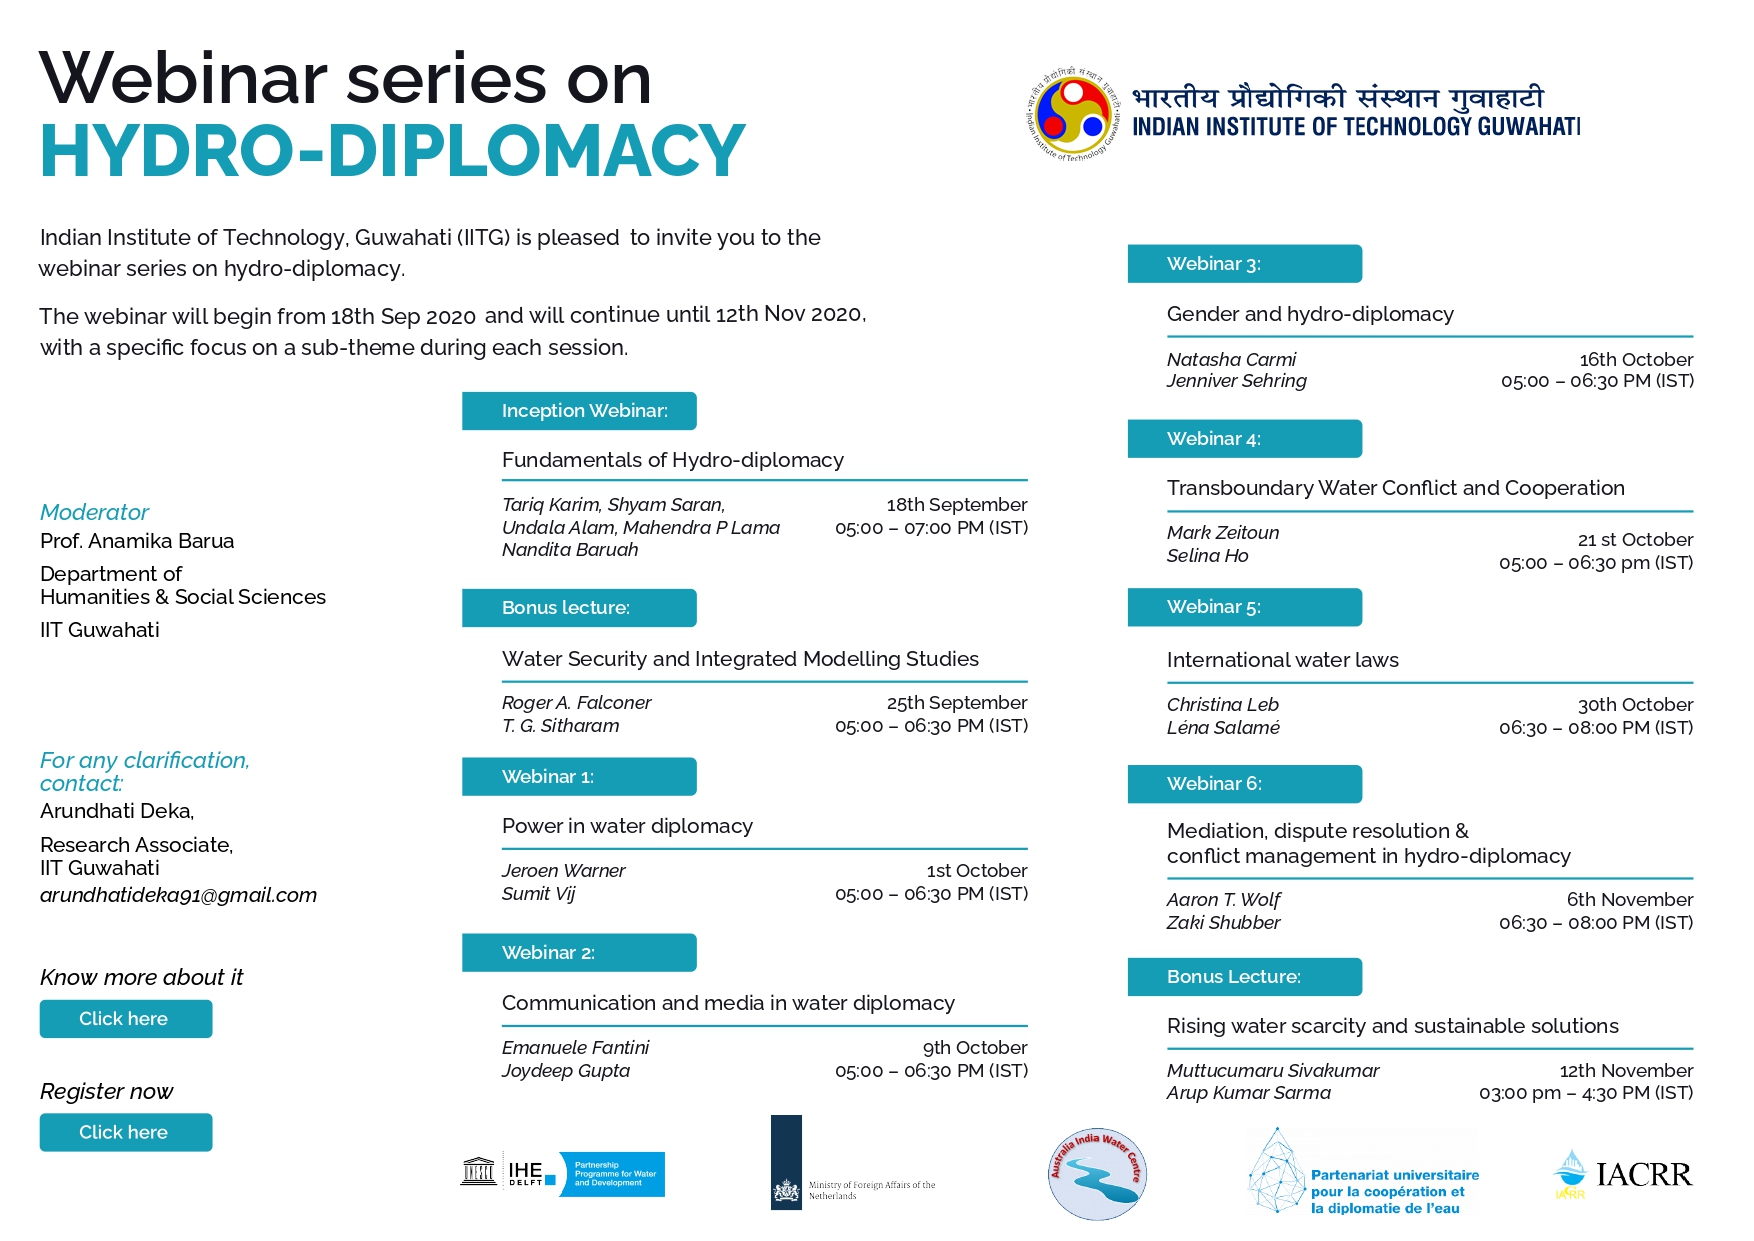 Webinar series on
HYDRO-DIPLOMACY
भारतीय प्रौद्योगिकी संस्थान गुवाहाटी
INDIAN INSTITUTE OF TECHNOLOGY GUWAHATI
भारतीय प्रौद्योगिकी संस्थान गुवाहाटी
Indian Institute of Technology Guwahati
Indian Institute of Technology, Guwahati (IITG) is pleased to invite you to the
webinar series on hydro-diplomacy.
The webinar will begin from 18th Sep 2020 and will continue until 12th Nov 2020,
with a specific focus on a sub-theme during each session.
Moderator
Prof. Anamika Barua
Department of
Humanities & Social Sciences
IIT Guwahati
For any clarification,
contact:
Arundhati Deka,
Research Associate,
IIT Guwahati
arundhatideka91@gmail.com
Know more about it
Click here
Register now
Click here
Inception Webinar:
Fundamentals of Hydro-diplomacy
Tariq Karim, Shyam Saran,
Undala Alam, Mahendra P Lama
Nandita Baruah
18th September
05:00 – 07:00 PM (IST)
Bonus lecture:
Water Security and Integrated Modelling Studies
Roger A. Falconer
T. G. Sitharam
25th September
05:00 – 06:30 PM (IST)
Webinar 1:
Power in water diplomacy
Jeroen Warner
Sumit Vij
1st October
05:00 – 06:30 PM (IST)
Webinar 2:
Communication and media in water diplomacy
Emanuele Fantini
Joydeep Gupta
9th October
05:00 – 06:30 PM (IST)
Webinar 3:
Gender and hydro-diplomacy
Natasha Carmi
Jenniver Sehring
16th October
05:00 – 06:30 PM (IST)
Webinar 4:
Transboundary Water Conflict and Cooperation
Mark Zeitoun
Selina Ho
21 st October
05:00 – 06:30 pm (IST)
Webinar 5:
International water laws
Christina Leb
Léna Salamé
30th October
06:30 – 08:00 PM (IST)
Webinar 6:
Mediation, dispute resolution &
conflict management in hydro-diplomacy
Aaron T. Wolf
Zaki Shubber
6th November
06:30 – 08:00 PM (IST)
Bonus Lecture:
Rising water scarcity and sustainable solutions
Muttucumaru Sivakumar
Arup Kumar Sarma
12th November
03:00 pm – 4:30 PM (IST)
IHE
DELFT
Partnership
Programme for Water
and Development
Ministry of Foreign Affairs of the
Netherlands
Australia India Water Centre
Partenariat universitaire
pour la coopération et
la diplomatie de l'eau
IACRR
IACRR